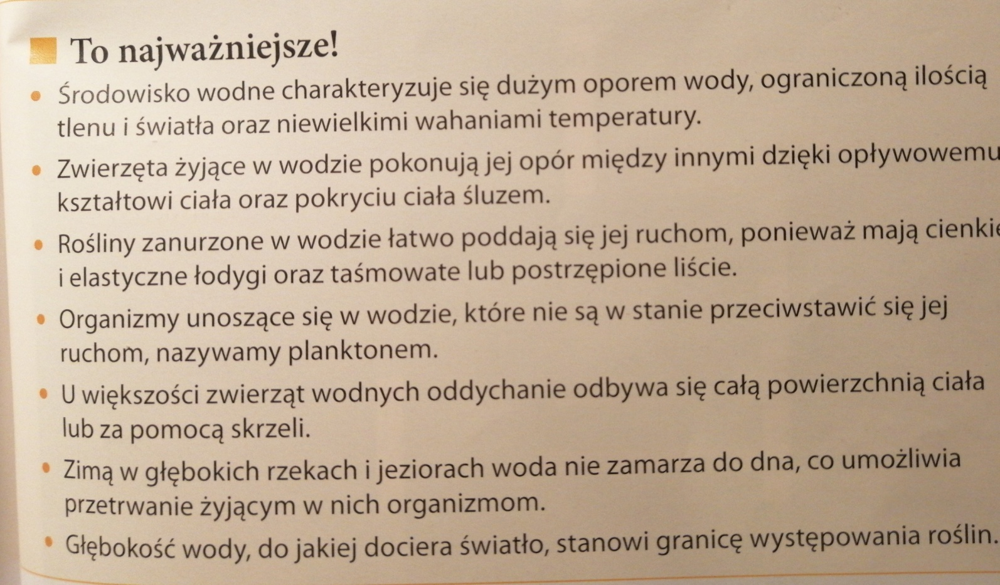 To najważniejsze!
• Środowisko wodne charakteryzuje się dużym oporem wody, ograniczoną ilością
tlenu i światła oraz niewielkimi wahaniami temperatury.
• Zwierzęta żyjące w wodzie pokonują jej opór między innymi dzięki opływowemu
kształtowi ciała oraz pokryciu ciała śluzem.
• Rośliny zanurzone w wodzie łatwo poddają się jej ruchom, ponieważ mają cienkie
i elastyczne łodygi oraz taśmowate lub postrzępione liście.
• Organizmy unoszące się w wodzie, które nie są w stanie przeciwstawić się jej
ruchom, nazywamy planktonem.
• U większości zwierząt wodnych oddychanie odbywa się całą powierzchnią ciała
lub za pomocą skrzeli.
• Zimą w głębokich rzekach i jeziorach woda nie zamarza do dna, co umożliwia
przetrwanie żyjącym w nich organizmom.
• Głębokość wody, do jakiej dociera światło, stanowi granicę występowania roślin.